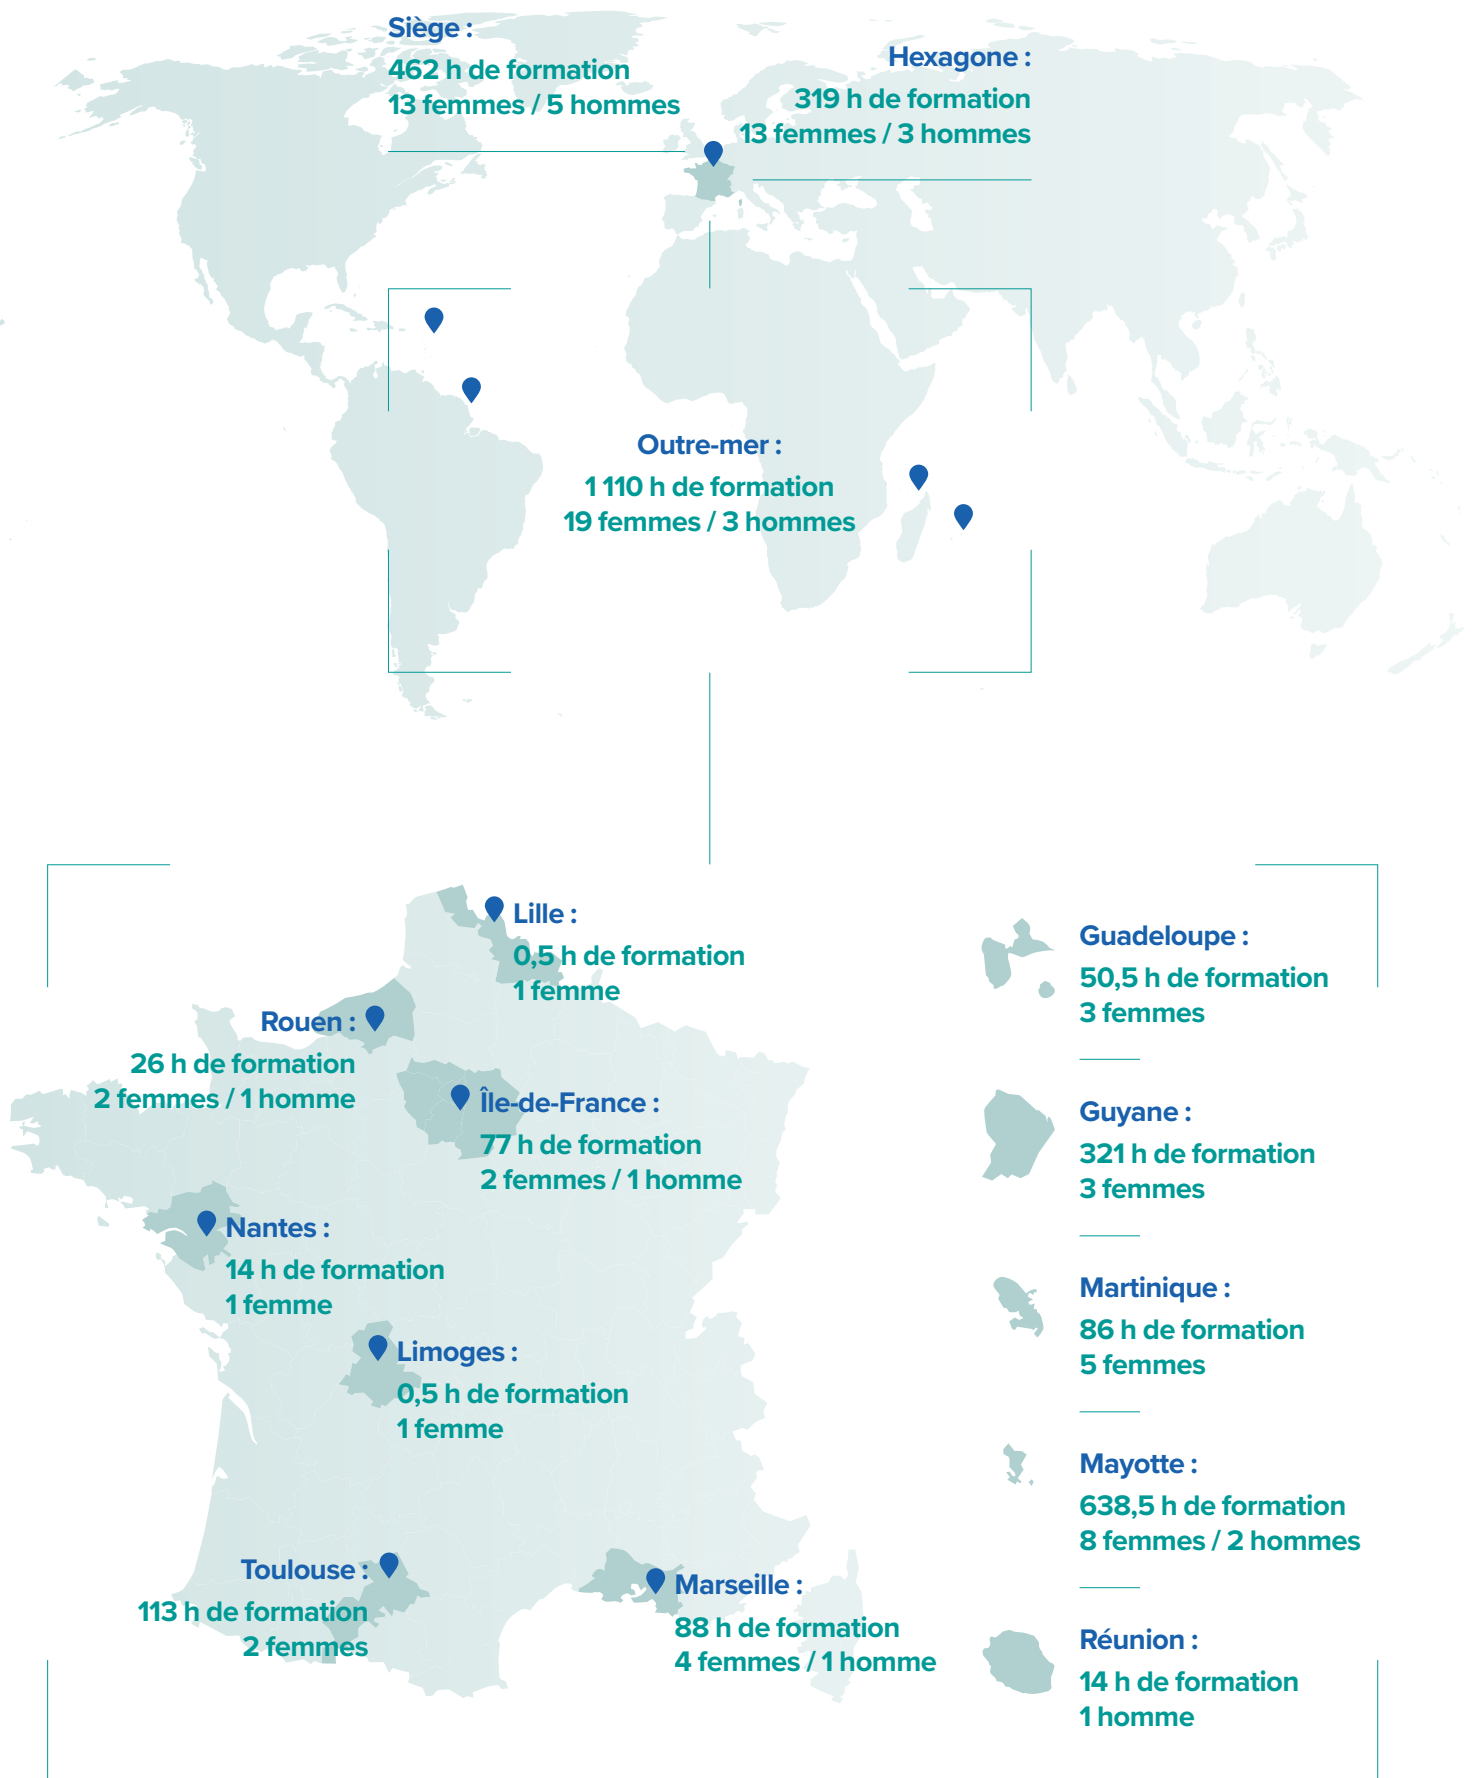 Siège :
462 h de formation
13 femmes / 5 hommes
Hexagone :
319 h de formation
13 femmes / 3 hommes
Outre-mer :
1 110 h de formation
19 femmes / 3 hommes
Lille :
0,5 h de formation
1 femme
Rouen :
26 h de formation
2 femmes / 1 homme
Île-de-France :
77 h de formation
2 femmes / 1 homme
Nantes :
14 h de formation
1 femme
Limoges :
0,5 h de formation
1 femme
Toulouse :
113 h de formation
2 femmes
Marseille :
88 h de formation
4 femmes / 1 homme
Guadeloupe :
50,5 h de formation
3 femmes
Guyane :
321 h de formation
3 femmes
Martinique :
86 h de formation
5 femmes
Mayotte :
638,5 h de formation
8 femmes / 2 hommes
Réunion :
14 h de formation
1 homme